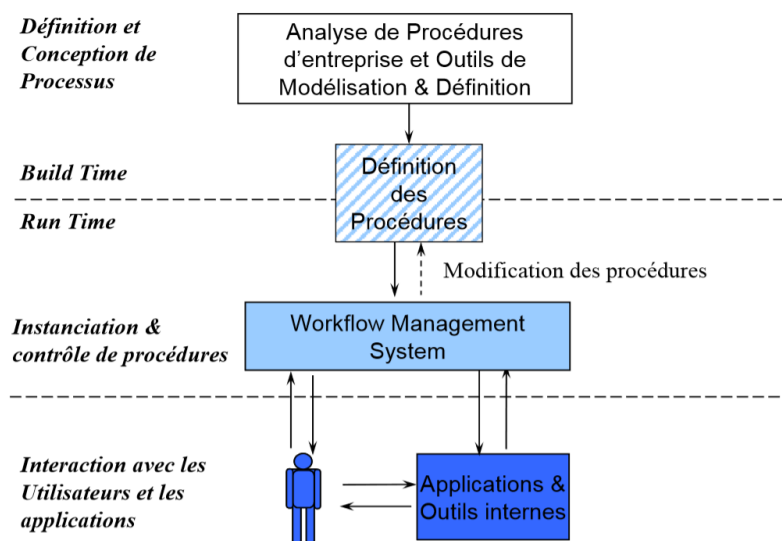 Définition et
Conception de
Processus
Analyse de Procédures
d'entreprise et Outils de
Modélisation & Définition
Build Time
Définition
des
Procédures
Run Time
Modification des procédures
Instanciation &
contrôle de procédures
Workflow Management
System
Interaction avec les
Utilisateurs et les
applications
Applications &
Outils internes